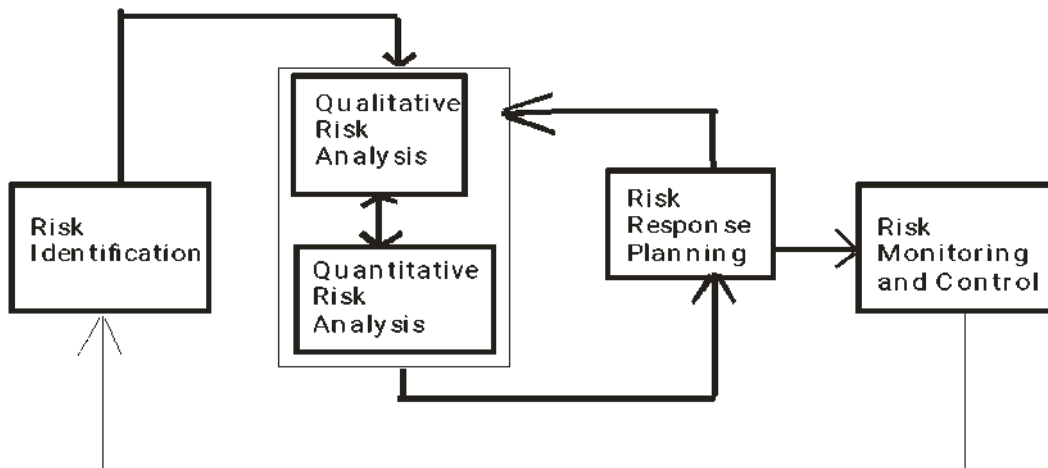 Risk
Identification
Qualitative
Risk
Analysis
Quantitative
Risk
Analysis
Risk
Response
Planning
Risk
Monitoring
and Control